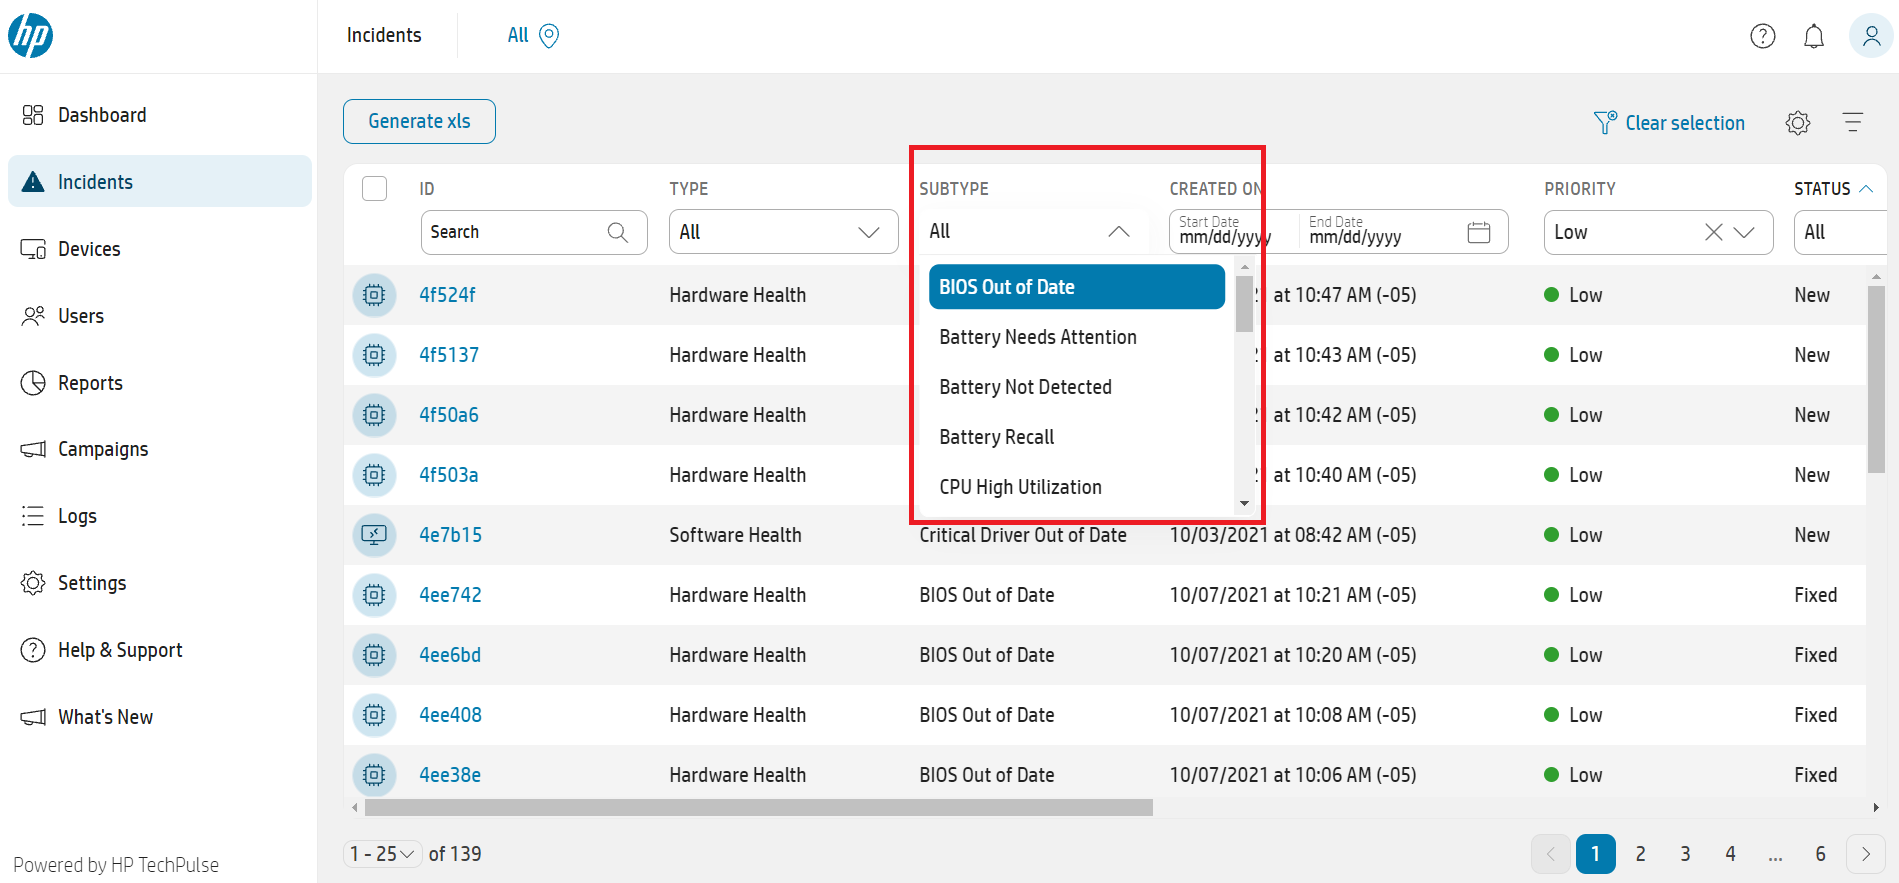 hp
Incidents All
Dashboard
Incidents
Devices
Users
Reports
Campaigns
Logs
Settings
Help & Support
What's New
Powered by HP TechPulse
Generate xls Clear selection
ID TYPE SUBTYPE CREATED ON PRIORITY STATUS
Search All All Start Date mm/dd/yyyy End Date mm/dd/yyyy Low All
BIOS Out of Date
Battery Needs Attention
Battery Not Detected
Battery Recall
CPU High Utilization
4f524f Hardware Health at 10:47 AM (-05) Low New
4f5137 Hardware Health at 10:43 AM (-05) Low New
4f50a6 Hardware Health at 10:42 AM (-05) Low New
4f503a Hardware Health at 10:40 AM (-05) Low New
4e7b15 Software Health Critical Driver Out of Date 10/03/2021 at 08:42 AM (-05) Low New
4ee742 Hardware Health BIOS Out of Date 10/07/2021 at 10:21 AM (-05) Low Fixed
4ee6bd Hardware Health BIOS Out of Date 10/07/2021 at 10:20 AM (-05) Low Fixed
4ee408 Hardware Health BIOS Out of Date 10/07/2021 at 10:08 AM (-05) Low Fixed
4ee38e Hardware Health BIOS Out of Date 10/07/2021 at 10:06 AM (-05) Low Fixed
1 - 25 of 139 1 2 3 4 ... 6